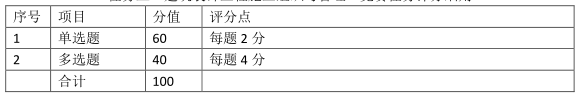 序号 项目 分值 评分点
1 单选题 60 每题 2 分
2 多选题 40 每题 4 分
合计 100